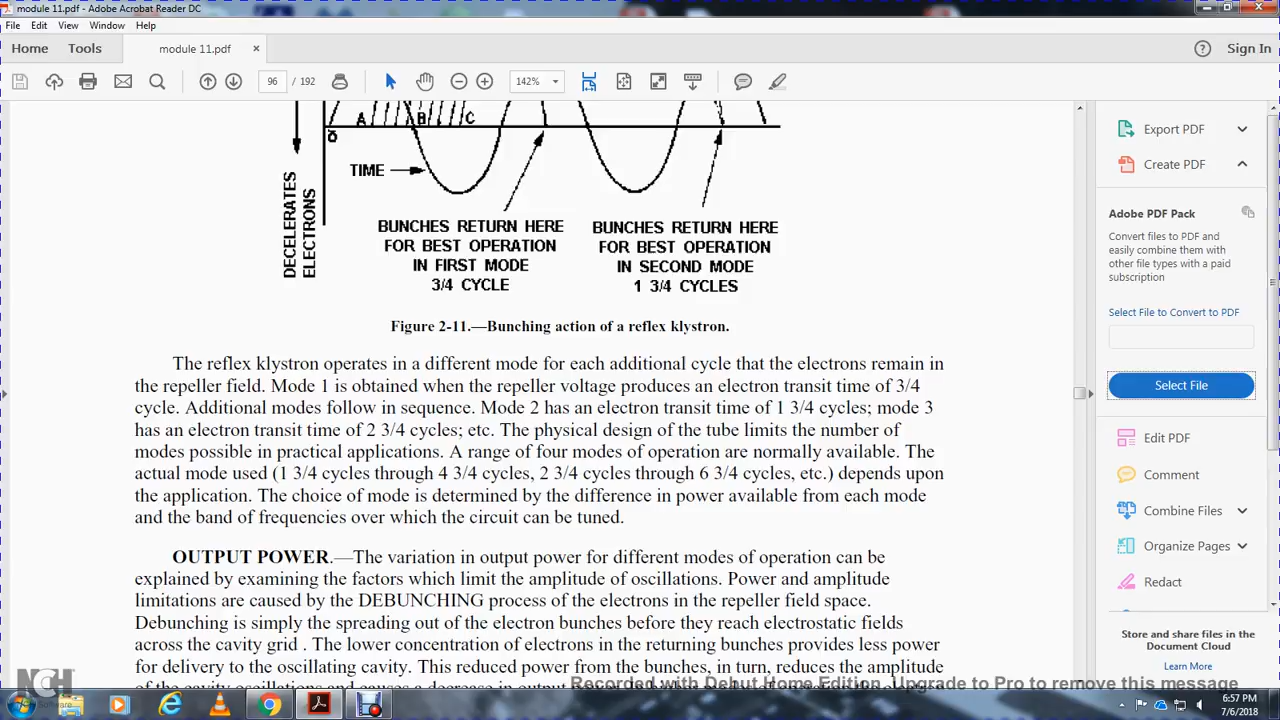 module 11.pdf - Adobe Acrobat Reader DC
File Edit View Window Help
Home Tools module 11.pdf × Sign In
96 / 192 142%
A B C
0
TIME
DECELERATES
ELECTRONS
BUNCHES RETURN HERE
FOR BEST OPERATION
IN FIRST MODE
3/4 CYCLE
BUNCHES RETURN HERE
FOR BEST OPERATION
IN SECOND MODE
1 3/4 CYCLES
Figure 2-11.—Bunching action of a reflex klystron.
The reflex klystron operates in a different mode for each additional cycle that the electrons remain in
the repeller field. Mode 1 is obtained when the repeller voltage produces an electron transit time of 3/4
cycle. Additional modes follow in sequence. Mode 2 has an electron transit time of 1 3/4 cycles; mode 3
has an electron transit time of 2 3/4 cycles; etc. The physical design of the tube limits the number of
modes possible in practical applications. A range of four modes of operation are normally available. The
actual mode used (1 3/4 cycles through 4 3/4 cycles, 2 3/4 cycles through 6 3/4 cycles, etc.) depends upon
the application. The choice of mode is determined by the difference in power available from each mode
and the band of frequencies over which the circuit can be tuned.
OUTPUT POWER.—The variation in output power for different modes of operation can be
explained by examining the factors which limit the amplitude of oscillations. Power and amplitude
limitations are caused by the DEBUNCHING process of the electrons in the repeller field space.
Debunching is simply the spreading out of the electron bunches before they reach electrostatic fields
across the cavity grid . The lower concentration of electrons in the returning bunches provides less power
for delivery to the oscillating cavity. This reduced power from the bunches, in turn, reduces the amplitude
Export PDF
Create PDF
Adobe PDF Pack
Convert files to PDF and
easily combine them with
other file types with a paid
subscription
Select File to Convert to PDF
Select File
Edit PDF
Comment
Combine Files
Organize Pages
Redact
Store and share files in the
Document Cloud
Learn More
NCH
Software
Recorded with Debut Home Edition. Upgrade to Pro to remove this message
6:57 PM
7/6/2018